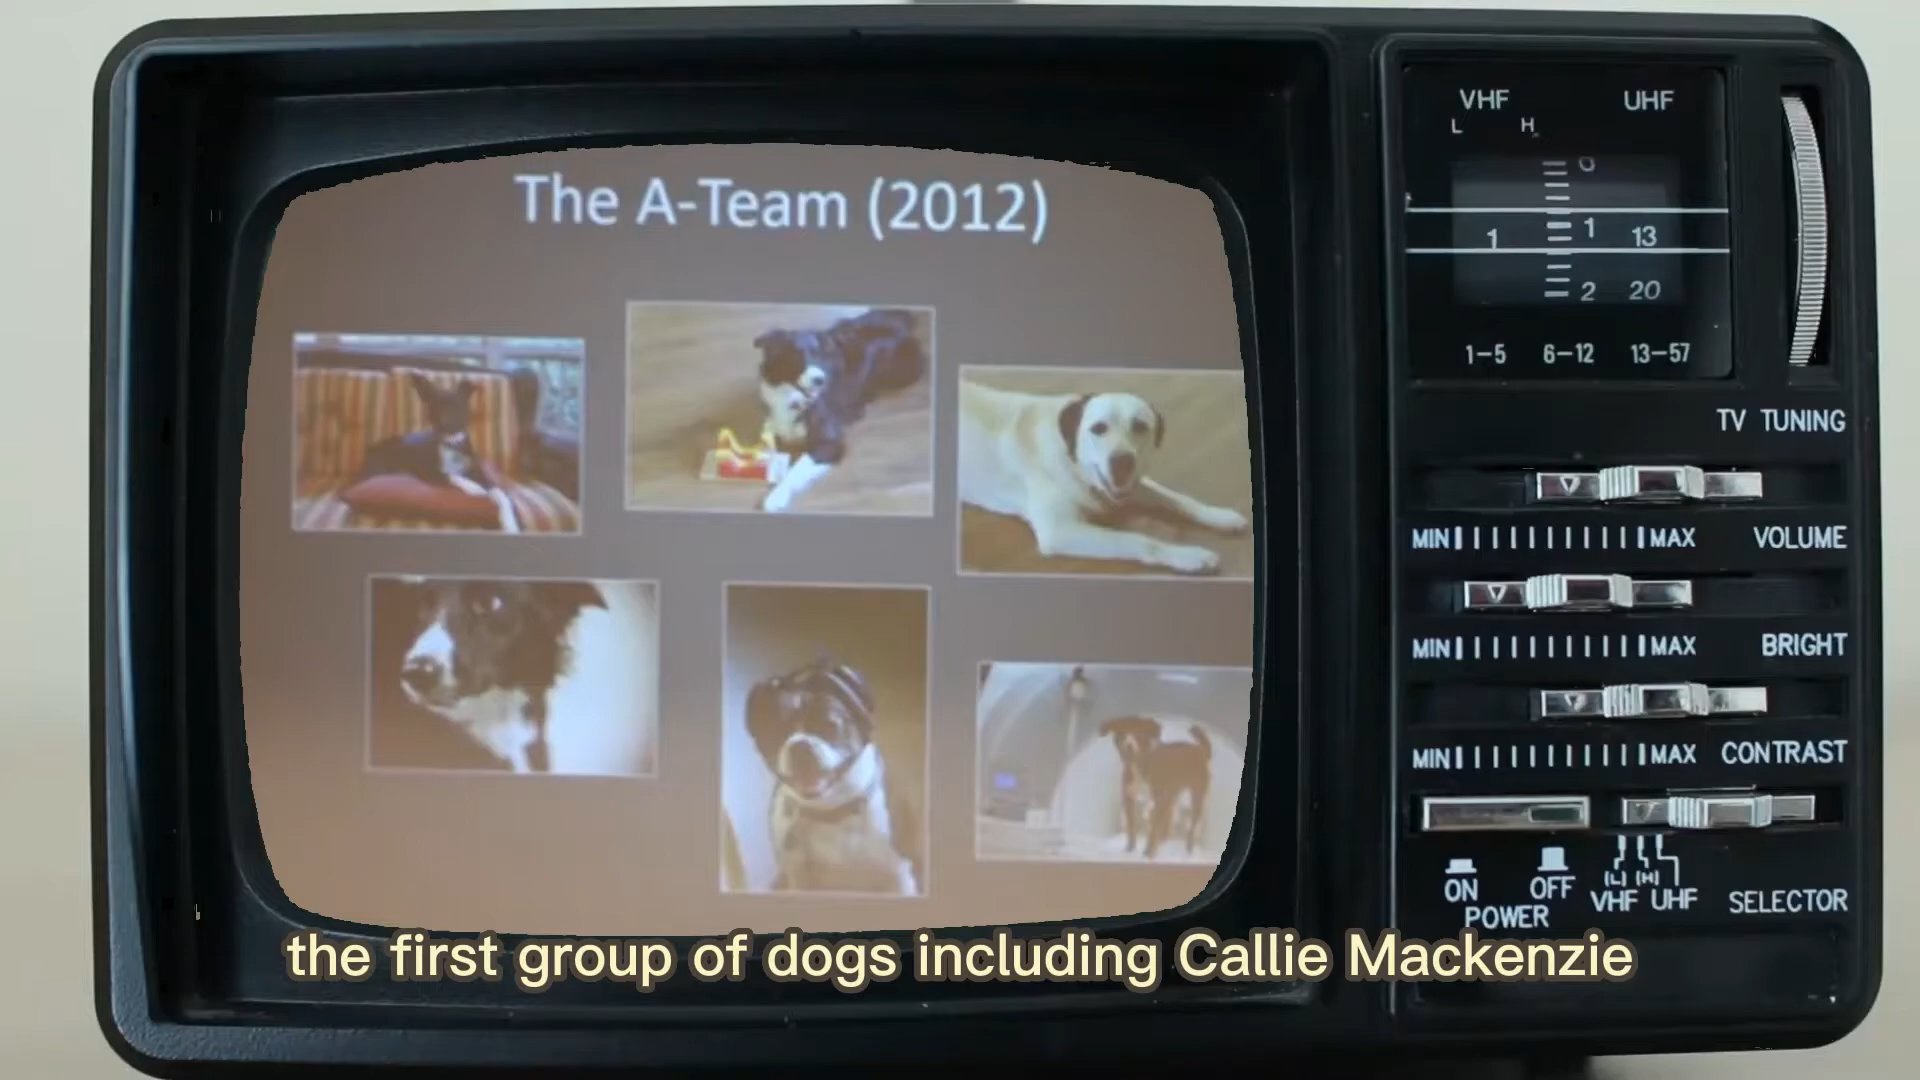 The A-Team (2012)
VHF UHF
L H
0
1 1 13
2 20
1-5 6-12 13-57
TV TUNING
MIN MAX VOLUME
MIN MAX BRIGHT
MIN MAX CONTRAST
ON OFF (L) (H)
VHF UHF SELECTOR
POWER
the first group of dogs including Callie Mackenzie